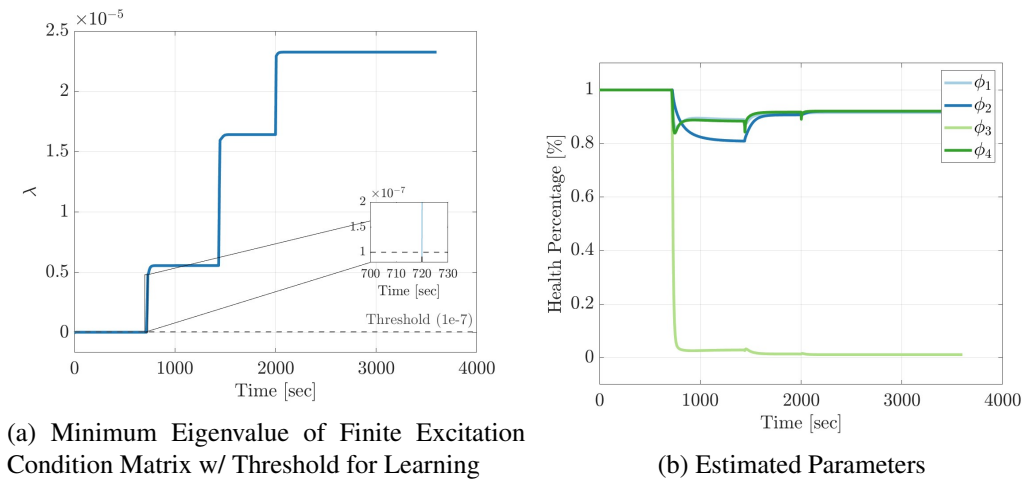 ×10⁻⁵
2.5
2
1.5
1
0.5
0
λ
0 1000 2000 3000 4000
Time [sec]
×10⁻⁷
2
1.5
1
700 710 720 730
Time [sec]
Threshold (1e-7)
(a) Minimum Eigenvalue of Finite Excitation
Condition Matrix w/ Threshold for Learning
1
0.8
0.6
0.4
0.2
0
Health Percentage [%]
ϕ₁
ϕ₂
ϕ₃
ϕ₄
0 1000 2000 3000 4000
Time [sec]
(b) Estimated Parameters